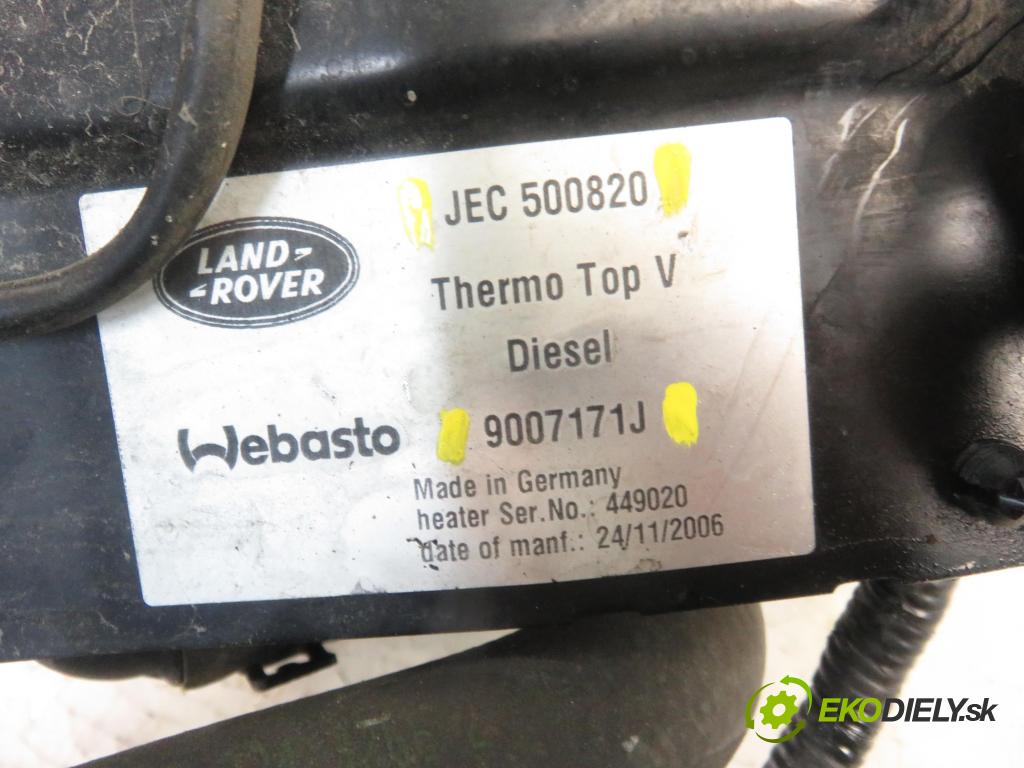 JEC 500820
LAND
ROVER
Thermo Top V
Diesel
Webasto
9007171J
Made in Germany
heater Ser.No.: 449020
date of manf.: 24/11/2006
EKODIELY.sk